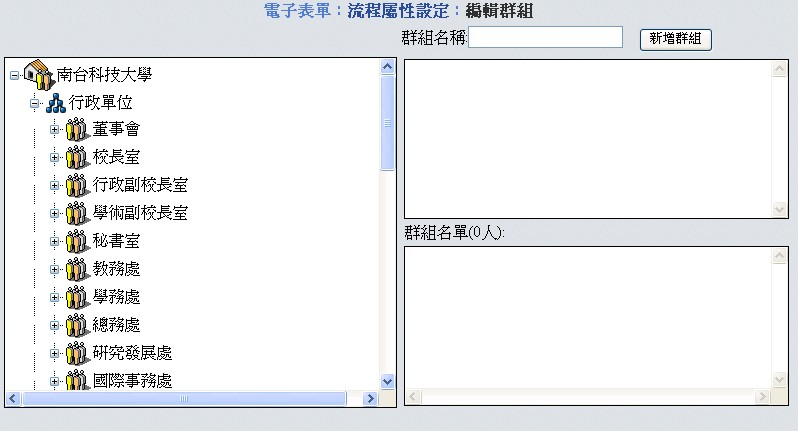 電子表單：流程屬性設定：編輯群組
群組名稱:
新增群組
南台科技大學
行政單位
董事會
校長室
行政副校長室
學術副校長室
秘書室
教務處
學務處
總務處
研究發展處
國際事務處
群組名單(0人):